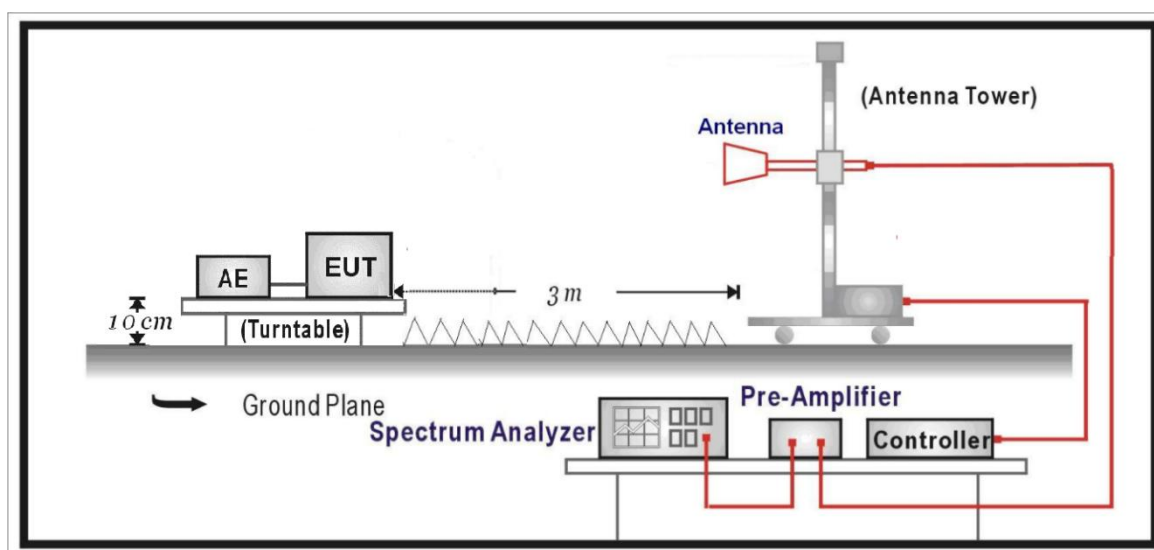 (Antenna Tower)
Antenna
AE
EUT
3 m
10 cm
(Turntable)
Ground Plane
Pre-Amplifier
Spectrum Analyzer
Controller